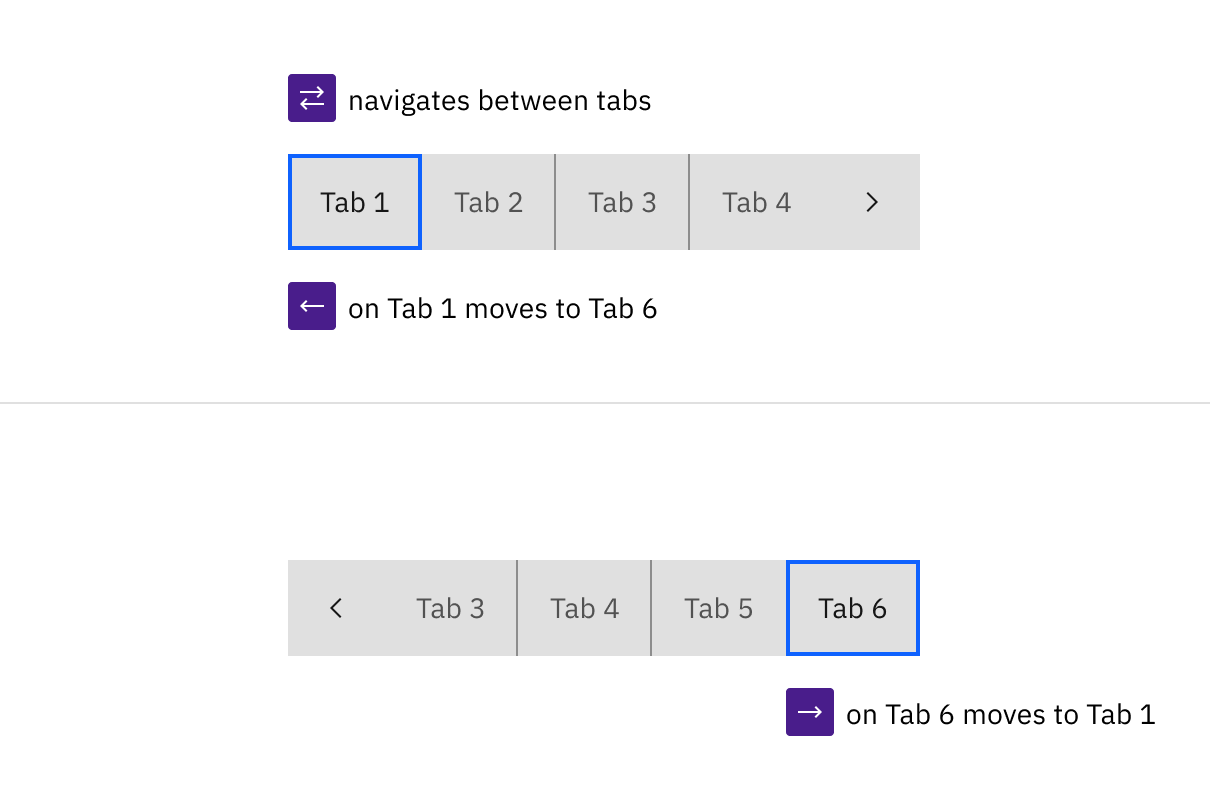 navigates between tabs
Tab 1 Tab 2 Tab 3 Tab 4
on Tab 1 moves to Tab 6
Tab 3 Tab 4 Tab 5 Tab 6
on Tab 6 moves to Tab 1